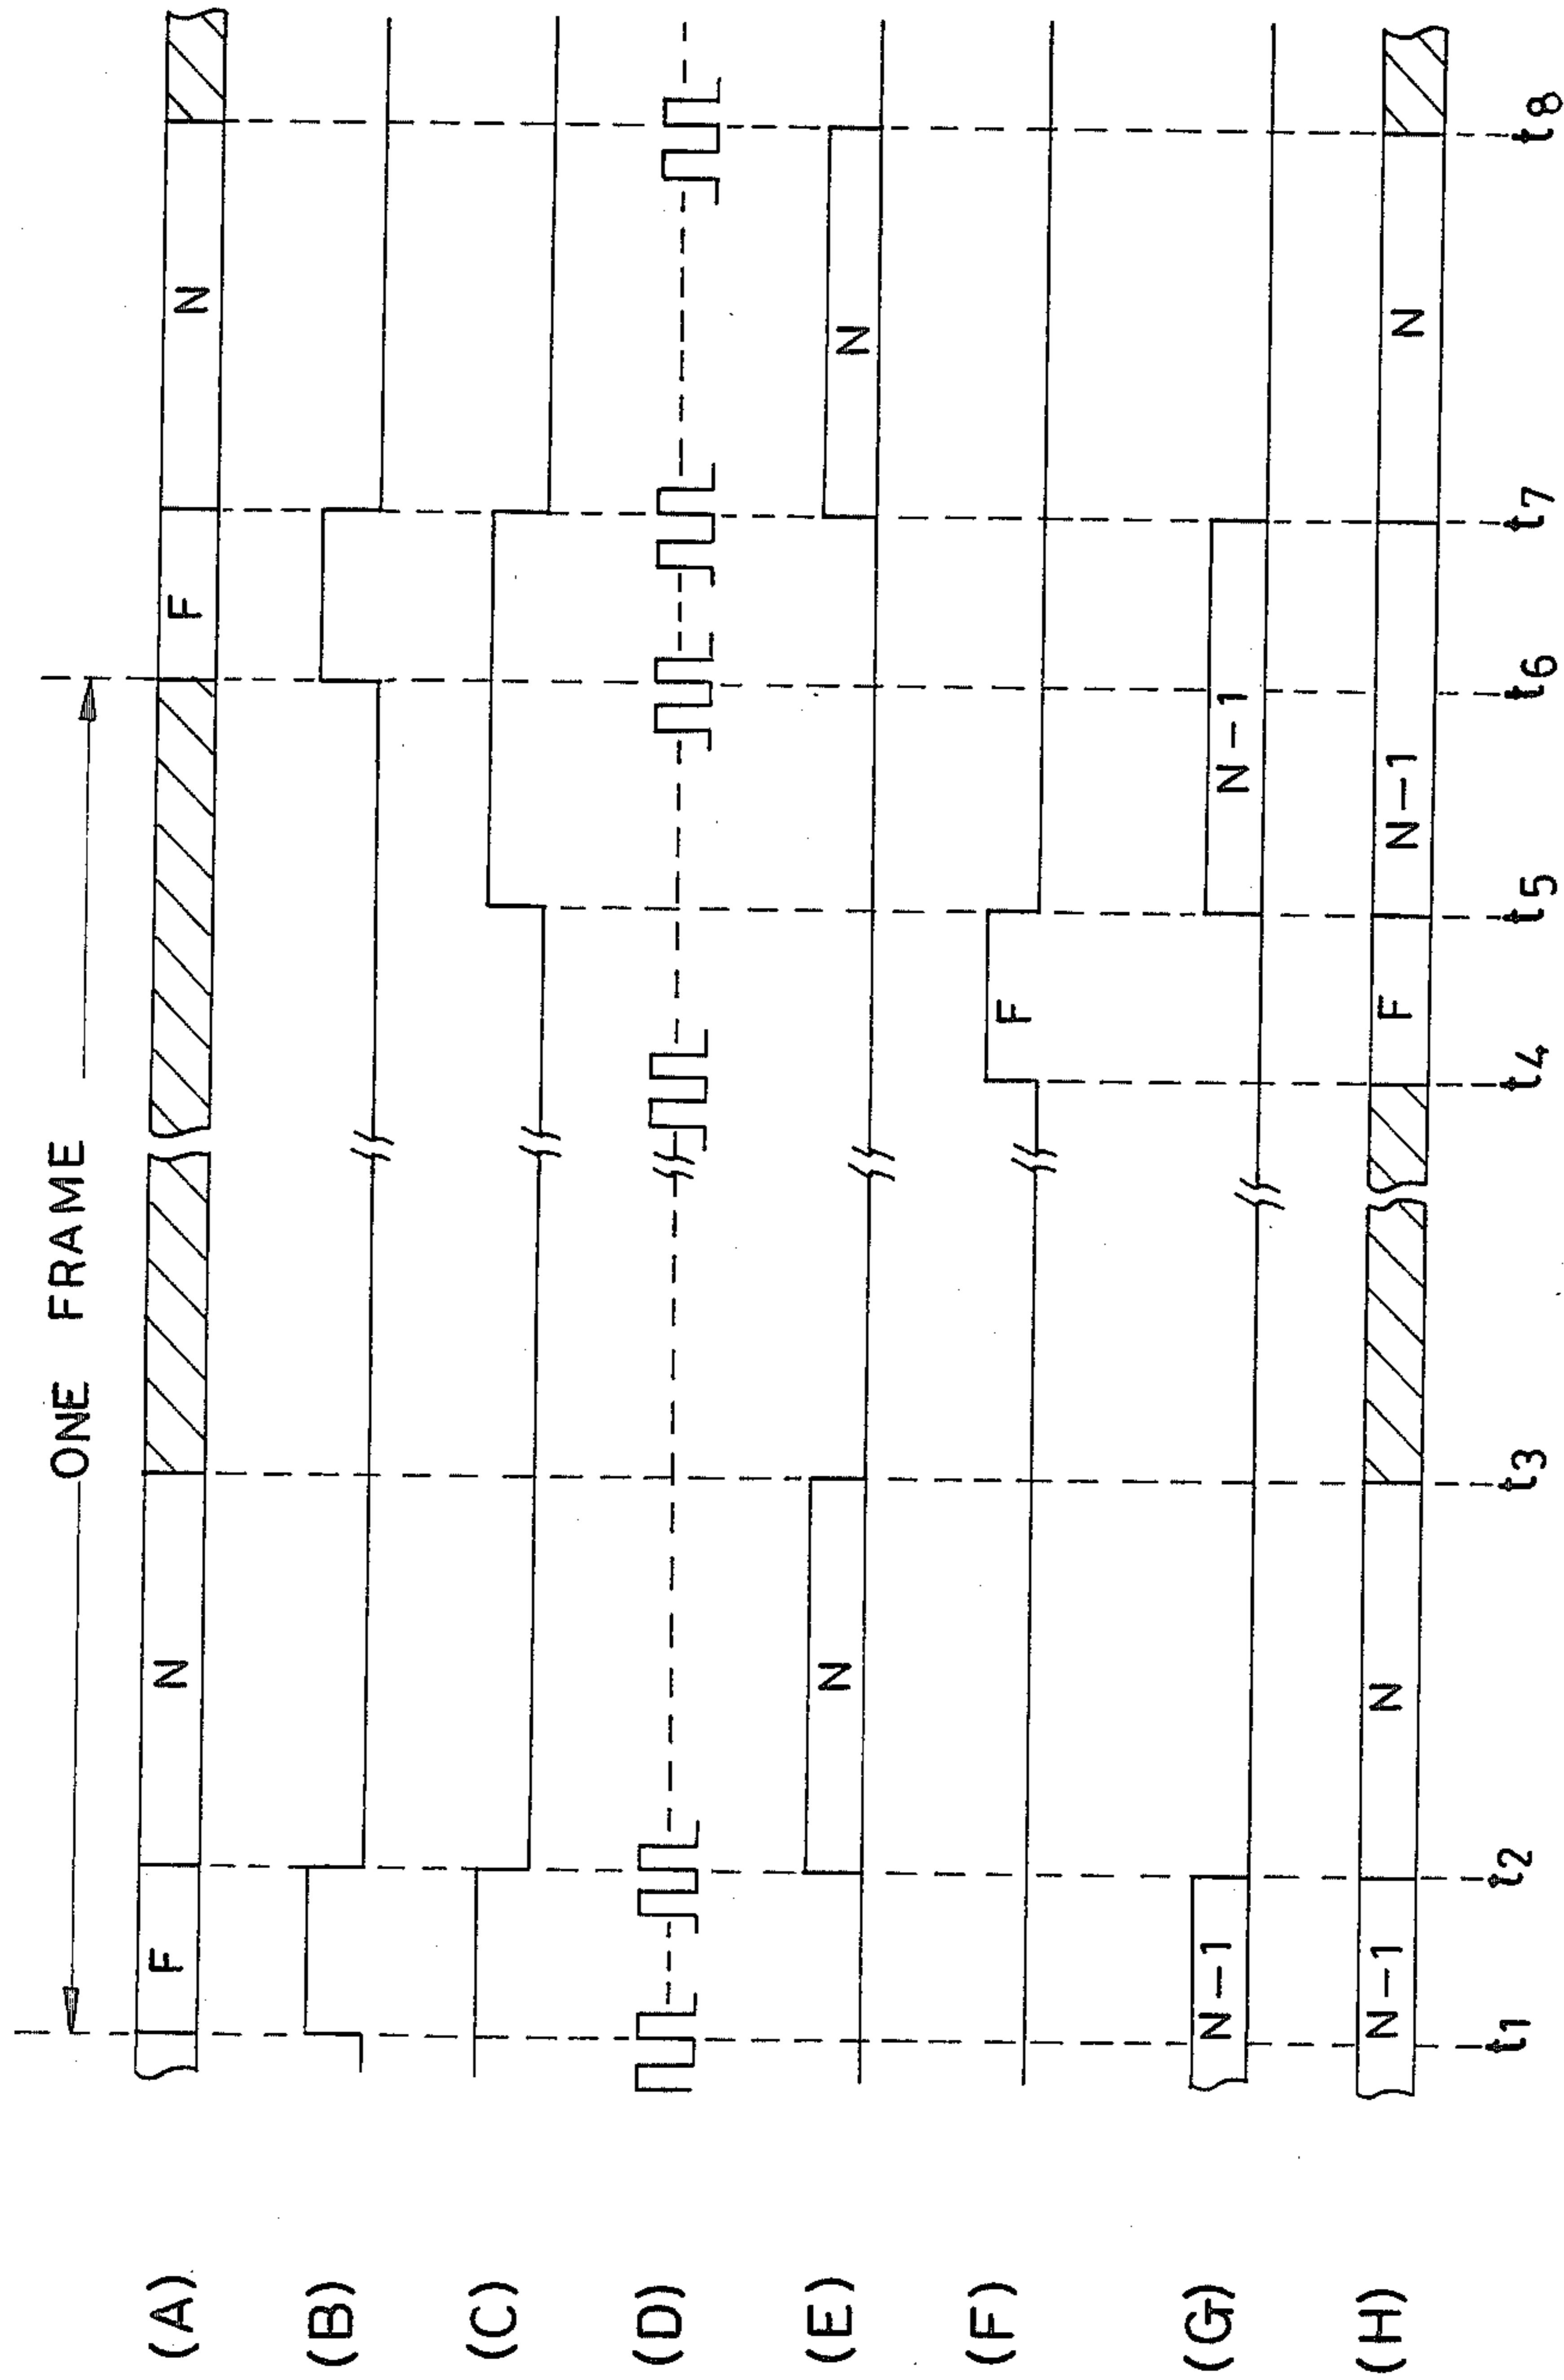 ONE FRAME
(A) F N F N
(B)
(C)
(D)
(E) N N
(F) F
(G) N-1 N-1
(H) N-1 N F N-1 N
t1 t2 t3 t4 t5 t6 t7 t8